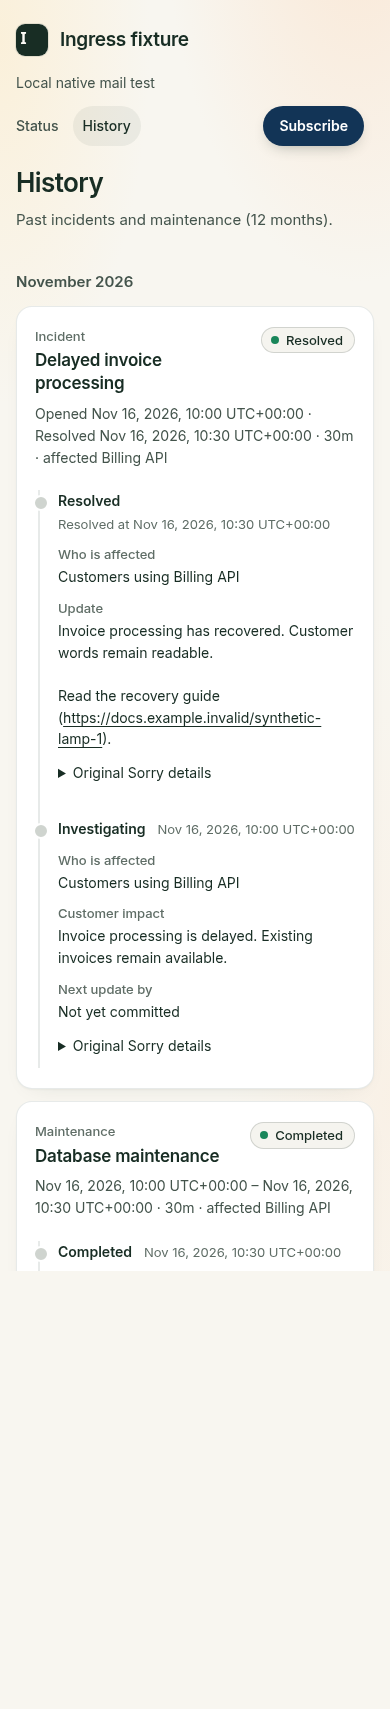 I
Ingress fixture
Local native mail test
Status
History
Subscribe
History
Past incidents and maintenance (12 months).
November 2026
Incident
Resolved
Delayed invoice
processing
Opened Nov 16, 2026, 10:00 UTC+00:00 ·
Resolved Nov 16, 2026, 10:30 UTC+00:00 · 30m
· affected Billing API
Resolved
Resolved at Nov 16, 2026, 10:30 UTC+00:00
Who is affected
Customers using Billing API
Update
Invoice processing has recovered. Customer
words remain readable.
Read the recovery guide
(https://docs.example.invalid/synthetic-
lamp-1).
Original Sorry details
Investigating Nov 16, 2026, 10:00 UTC+00:00
Who is affected
Customers using Billing API
Customer impact
Invoice processing is delayed. Existing
invoices remain available.
Next update by
Not yet committed
Original Sorry details
Maintenance
Completed
Database maintenance
Nov 16, 2026, 10:00 UTC+00:00 – Nov 16, 2026,
10:30 UTC+00:00 · 30m · affected Billing API
Completed Nov 16, 2026, 10:30 UTC+00:00